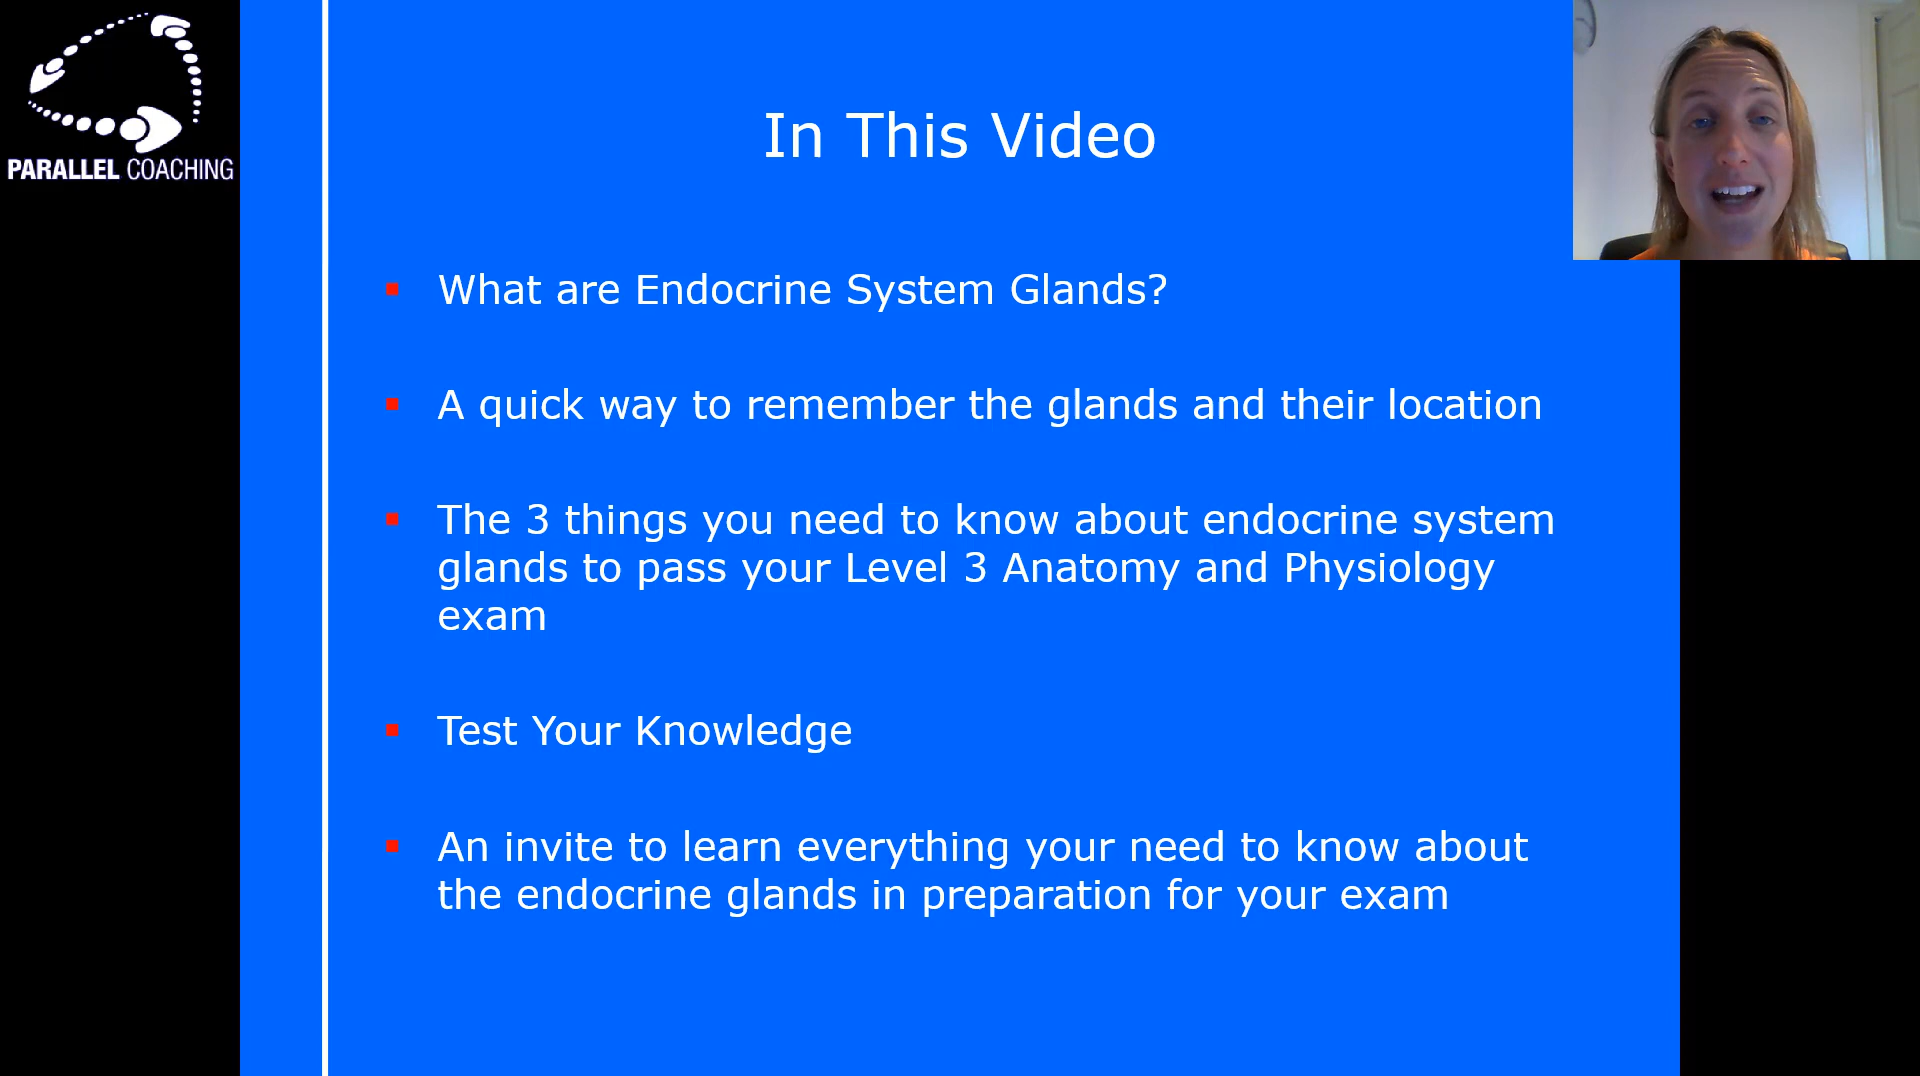 PARALLEL COACHING
In This Video
What are Endocrine System Glands?
A quick way to remember the glands and their location
The 3 things you need to know about endocrine system
glands to pass your Level 3 Anatomy and Physiology
exam
Test Your Knowledge
An invite to learn everything your need to know about
the endocrine glands in preparation for your exam